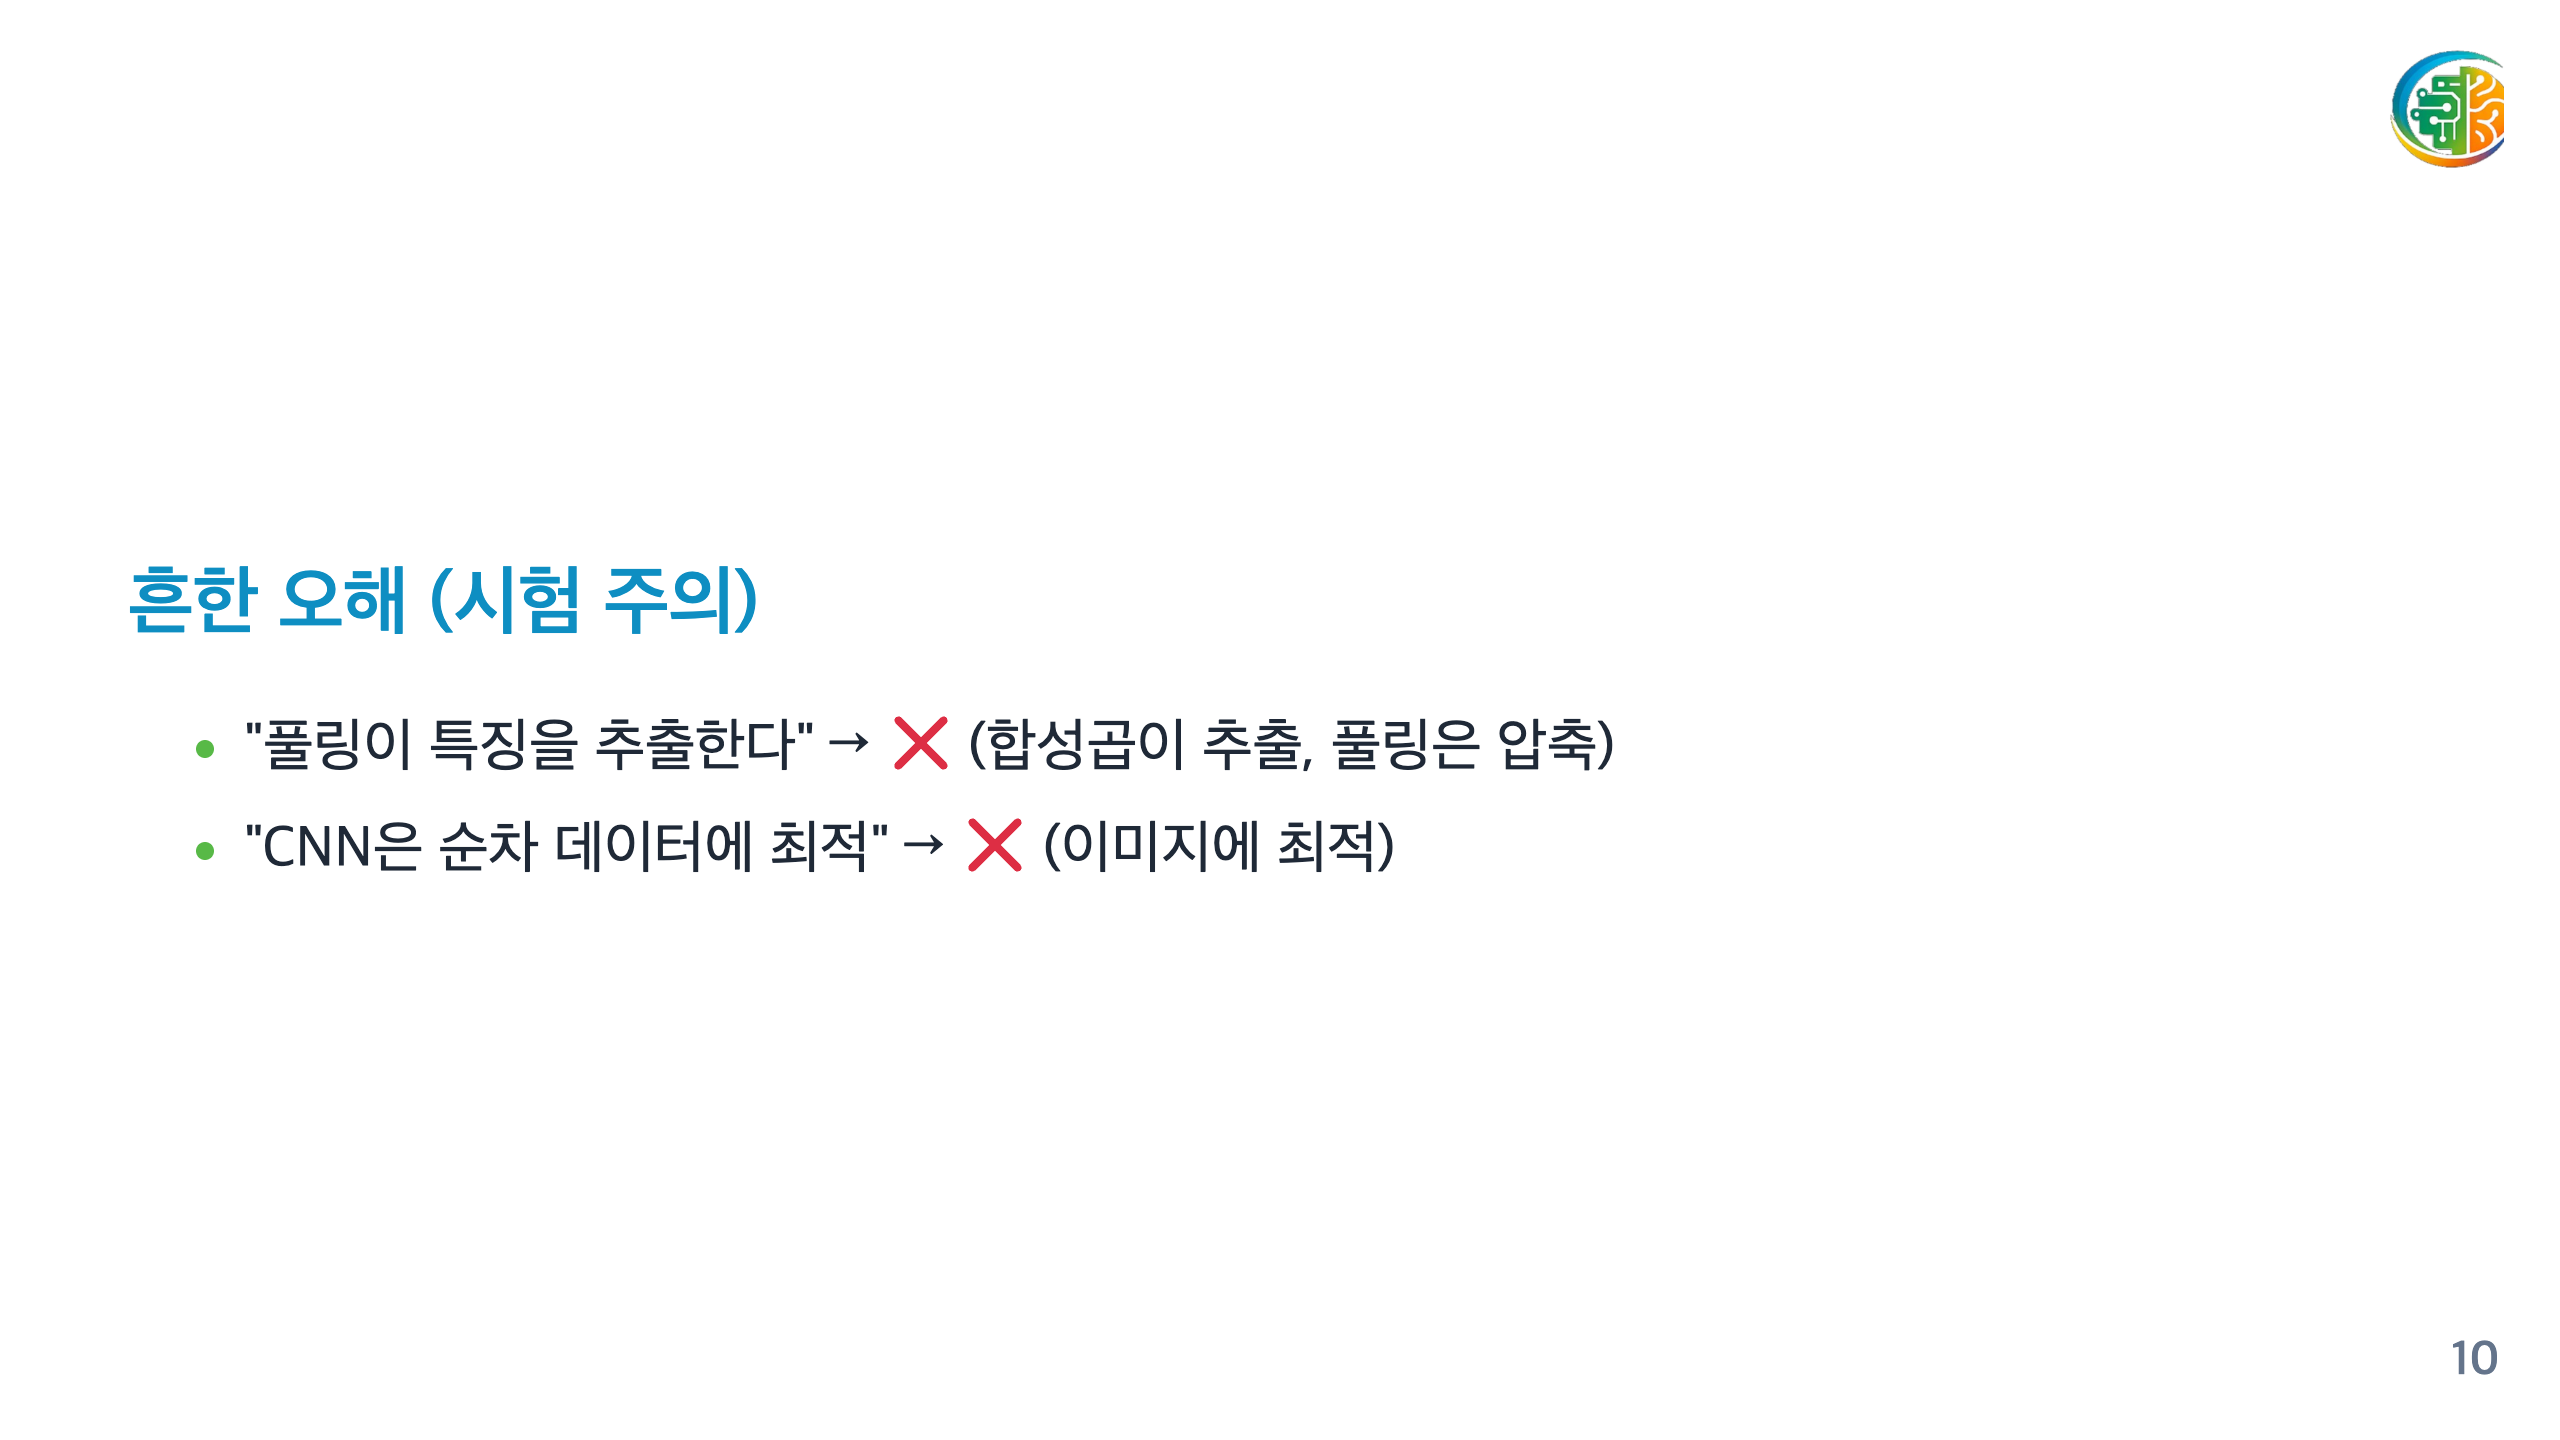 흔한 오해 (시험 주의)
• "풀링이 특징을 추출한다" → ❌ (합성곱이 추출, 풀링은 압축)
• "CNN은 순차 데이터에 최적" → ❌ (이미지에 최적)
10